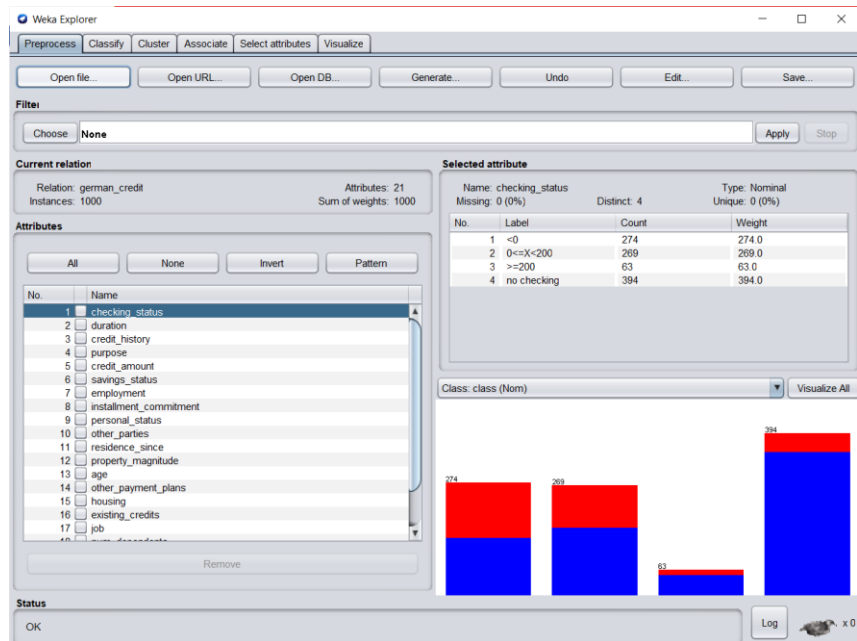 Weka Explorer
Preprocess Classify Cluster Associate Select attributes Visualize
Open file... Open URL... Open DB... Generate... Undo Edit... Save...
Filter
Choose None Apply Stop
Current relation
Relation: german_credit Attributes: 21
Instances: 1000 Sum of weights: 1000
Attributes
All None Invert Pattern
No. Name
1 checking_status
2 duration
3 credit_history
4 purpose
5 credit_amount
6 savings_status
7 employment
8 installment_commitment
9 personal_status
10 other_parties
11 residence_since
12 property_magnitude
13 age
14 other_payment_plans
15 housing
16 existing_credits
17 job
18 num_dependents
Remove
Selected attribute
Name: checking_status Type: Nominal
Missing: 0 (0%) Distinct: 4 Unique: 0 (0%)
No. Label Count Weight
1 <0 274 274.0
2 0<=X<200 269 269.0
3 >=200 63 63.0
4 no checking 394 394.0
Class: class (Nom) Visualize All
274 269 63 394
Status
OK Log x 0